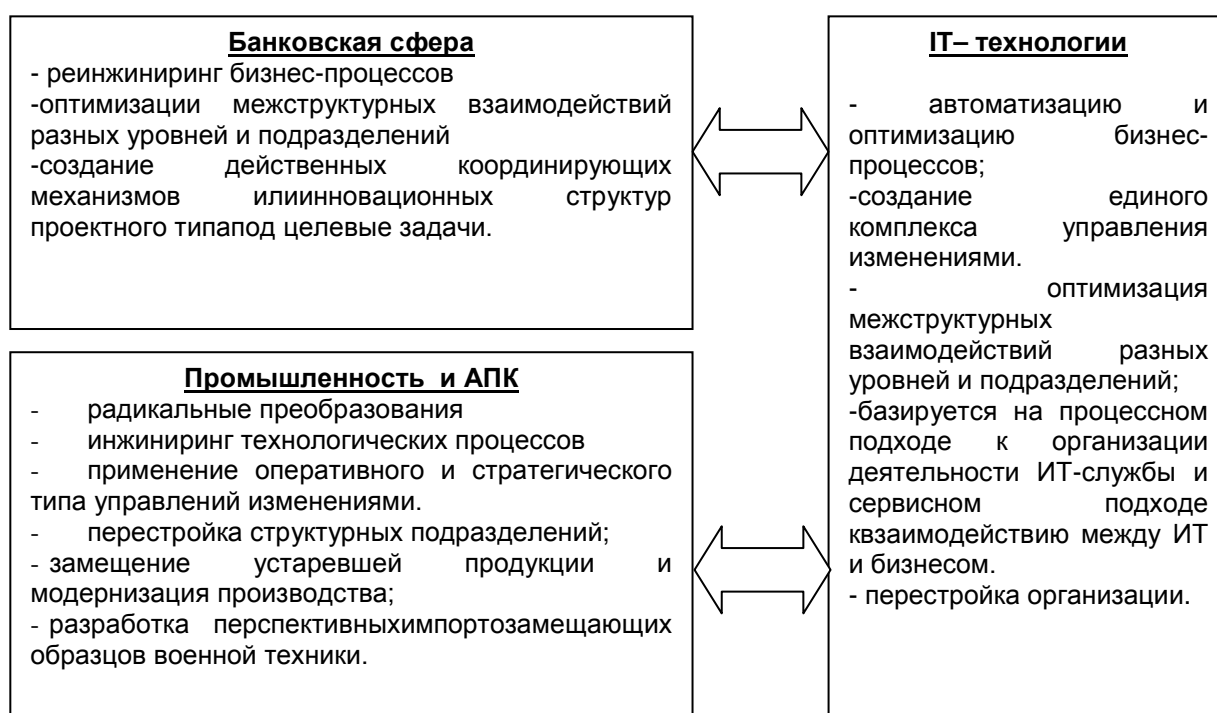 Банковская сфера
- реинжиниринг бизнес-процессов
-оптимизации межструктурных взаимодействий
разных уровней и подразделений
-создание действенных координирующих
механизмов илиинновационных структур
проектного типапод целевые задачи.
Промышленность и АПК
- радикальные преобразования
- инжиниринг технологических процессов
- применение оперативного и стратегического
типа управлений изменениями.
- перестройка структурных подразделений;
- замещение устаревшей продукции и
модернизация производства;
- разработка перспективныхимпортозамещающих
образцов военной техники.
IT– технологии
- автоматизацию и
оптимизацию бизнес-
процессов;
-создание единого
комплекса управления
изменениями.
- оптимизация
межструктурных
взаимодействий разных
уровней и подразделений;
-базируется на процессном
подходе к организации
деятельности ИТ-службы и
сервисном подходе
квзаимодействию между ИТ
и бизнесом.
- перестройка организации.